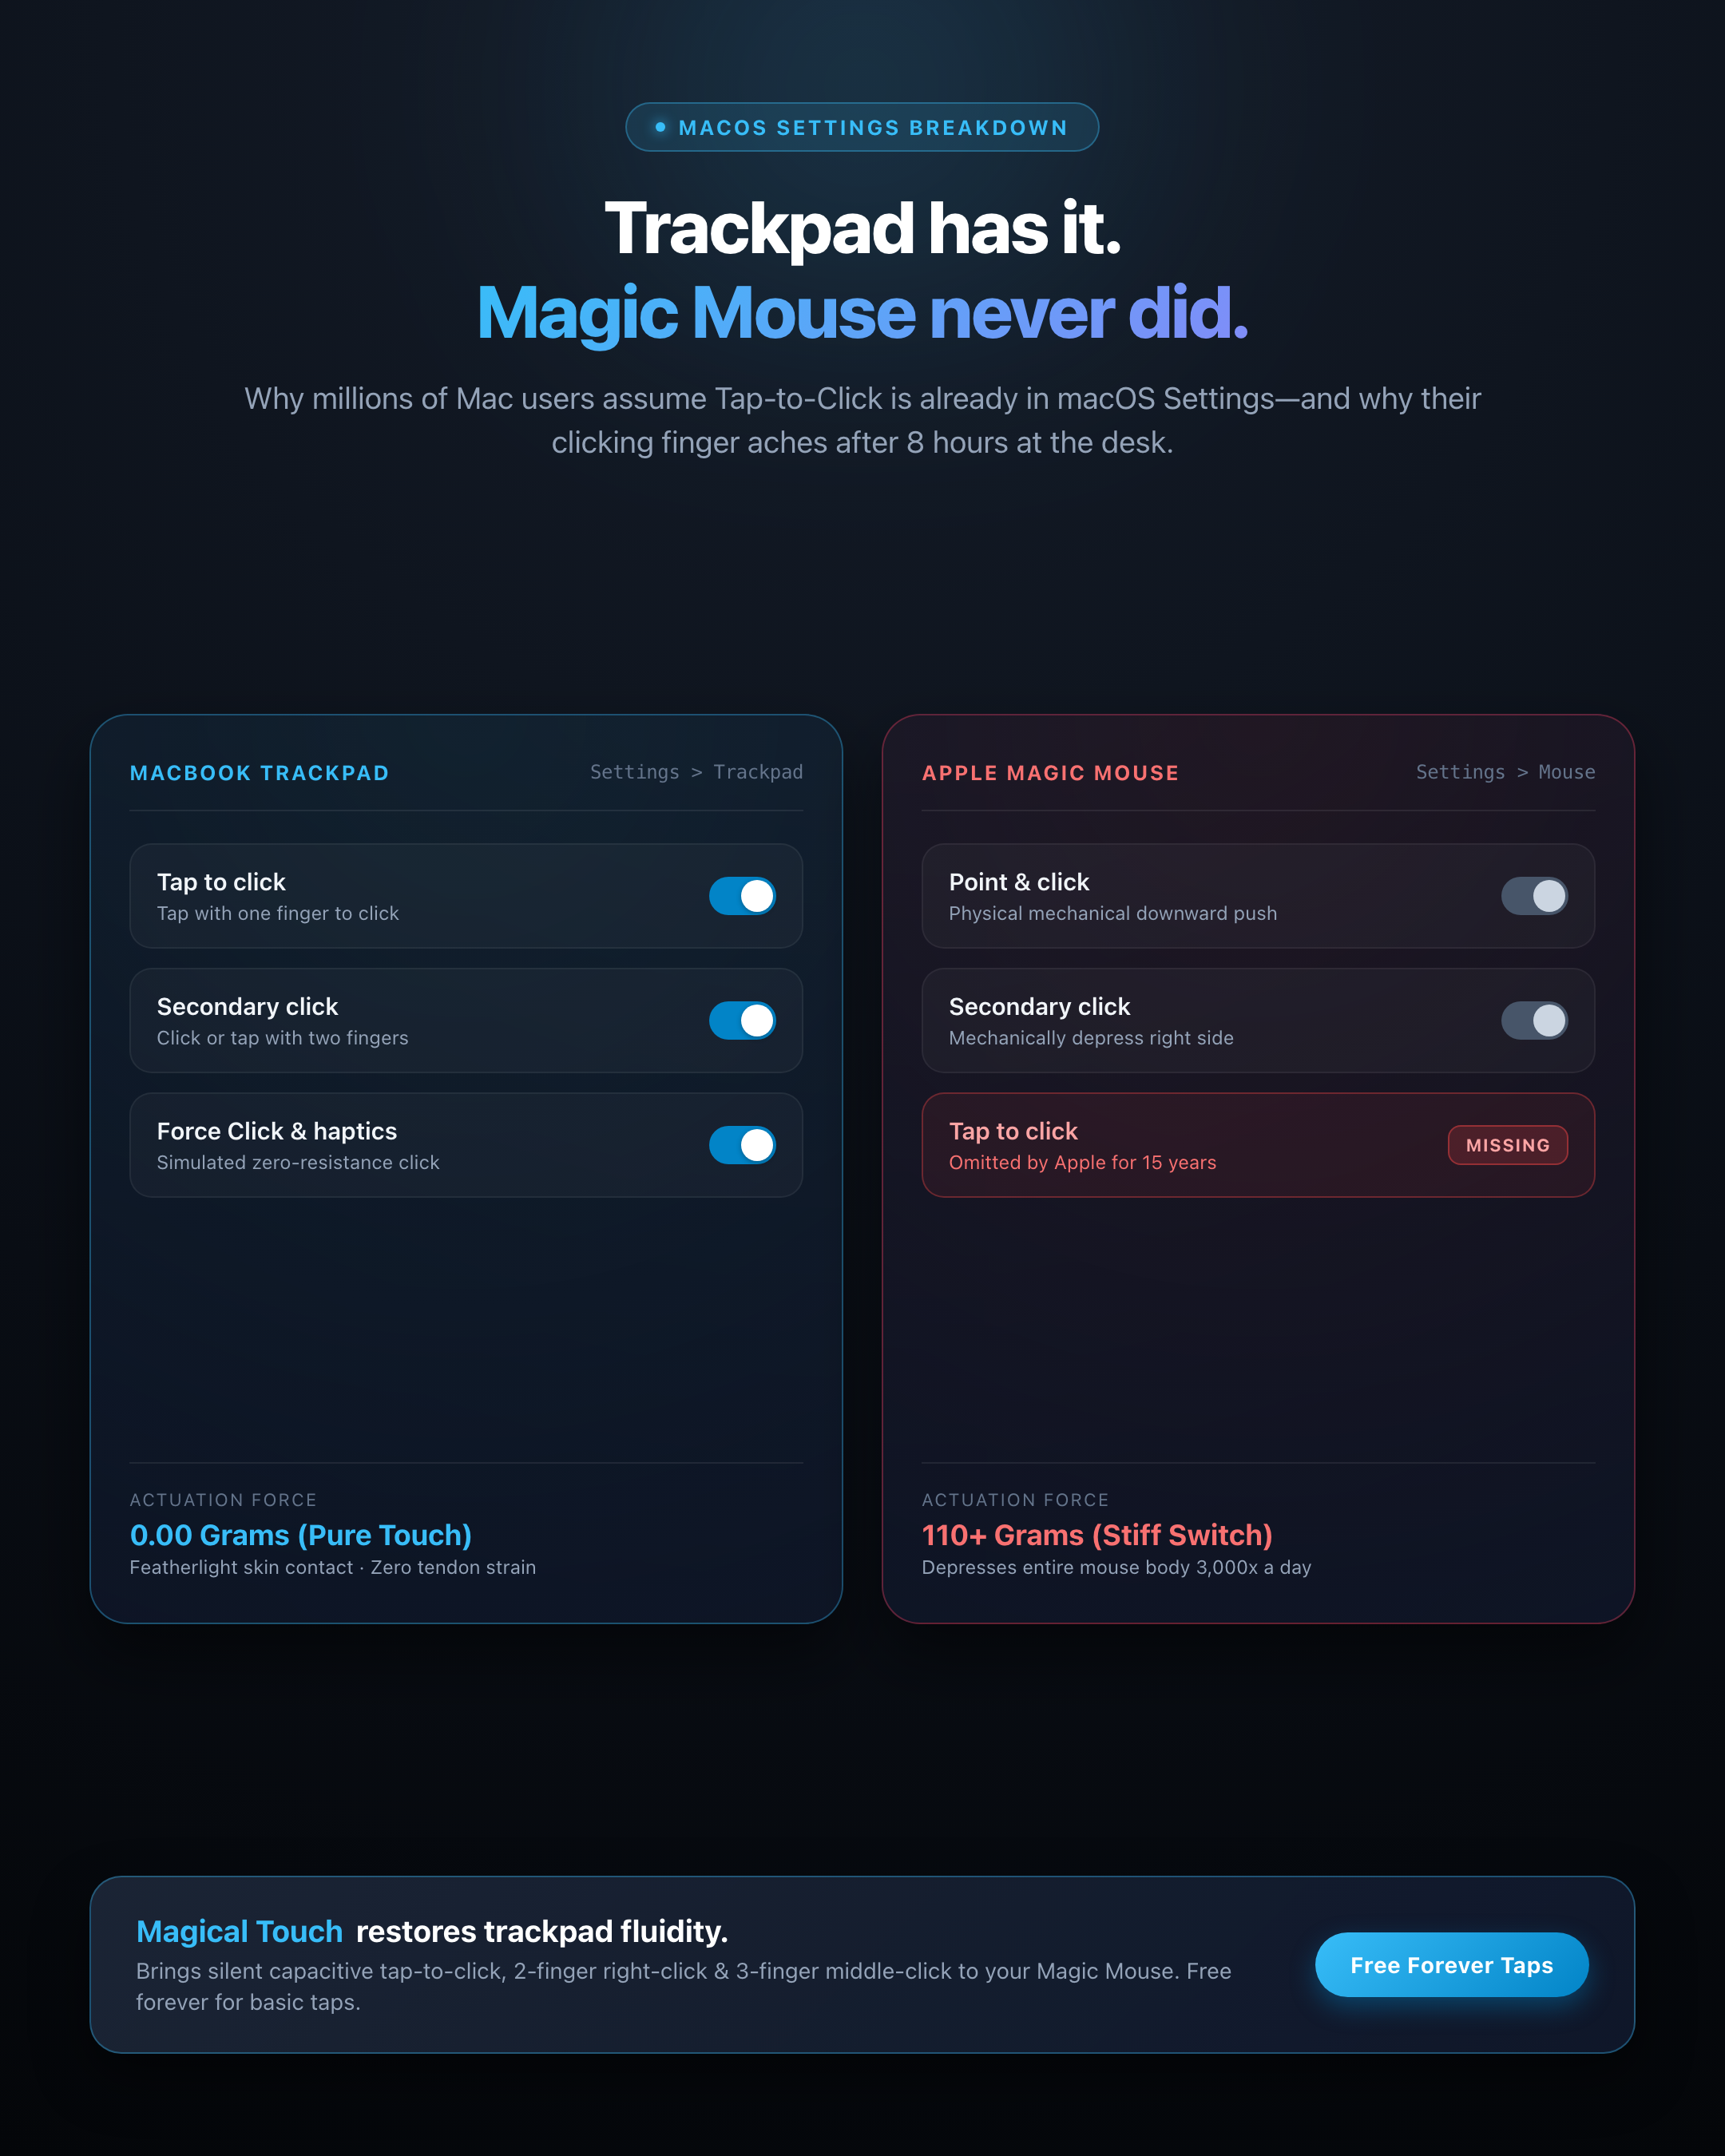 MACOS SETTINGS BREAKDOWN
Trackpad has it.
Magic Mouse never did.
Why millions of Mac users assume Tap-to-Click is already in macOS Settings—and why their
clicking finger aches after 8 hours at the desk.
MACBOOK TRACKPAD
Settings > Trackpad
Tap to click
Tap with one finger to click
Secondary click
Click or tap with two fingers
Force Click & haptics
Simulated zero-resistance click
ACTUATION FORCE
0.00 Grams (Pure Touch)
Featherlight skin contact · Zero tendon strain
APPLE MAGIC MOUSE
Settings > Mouse
Point & click
Physical mechanical downward push
Secondary click
Mechanically depress right side
Tap to click
Omitted by Apple for 15 years
MISSING
ACTUATION FORCE
110+ Grams (Stiff Switch)
Depresses entire mouse body 3,000x a day
Magical Touch restores trackpad fluidity.
Brings silent capacitive tap-to-click, 2-finger right-click & 3-finger middle-click to your Magic Mouse. Free
forever for basic taps.
Free Forever Taps